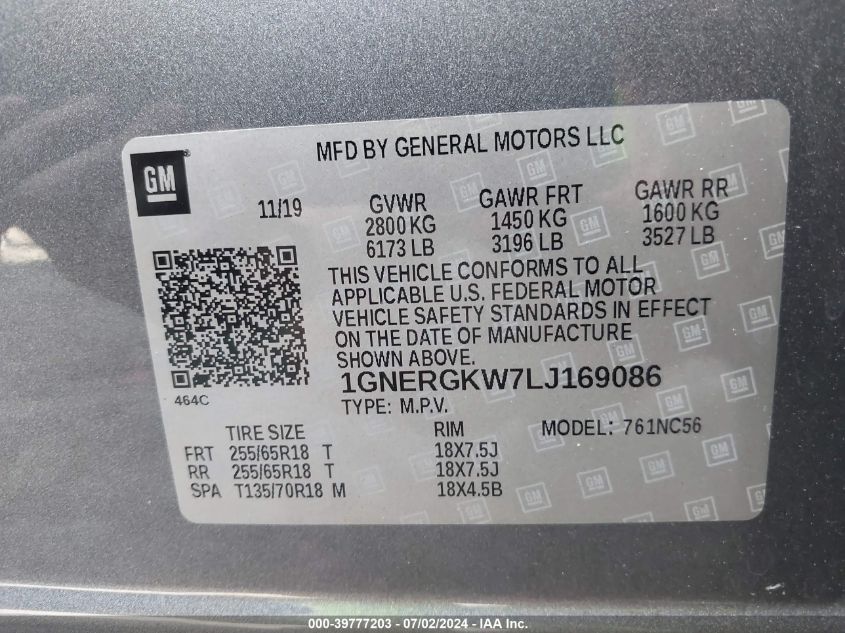 MFD BY GENERAL MOTORS LLC
GM
11/19 GVWR GAWR FRT GAWR RR
2800 KG 1450 KG 1600 KG
6173 LB 3196 LB 3527 LB
THIS VEHICLE CONFORMS TO ALL
APPLICABLE U.S. FEDERAL MOTOR
VEHICLE SAFETY STANDARDS IN EFFECT
ON THE DATE OF MANUFACTURE
SHOWN ABOVE.
464C
1GNERGKW7LJ169086
TYPE: M.P.V.
TIRE SIZE RIM MODEL: 761NC56
FRT 255/65R18 T 18X7.5J
RR 255/65R18 T 18X7.5J
SPA T135/70R18 M 18X4.5B
000-39777203 - 07/02/2024 - IAA Inc.